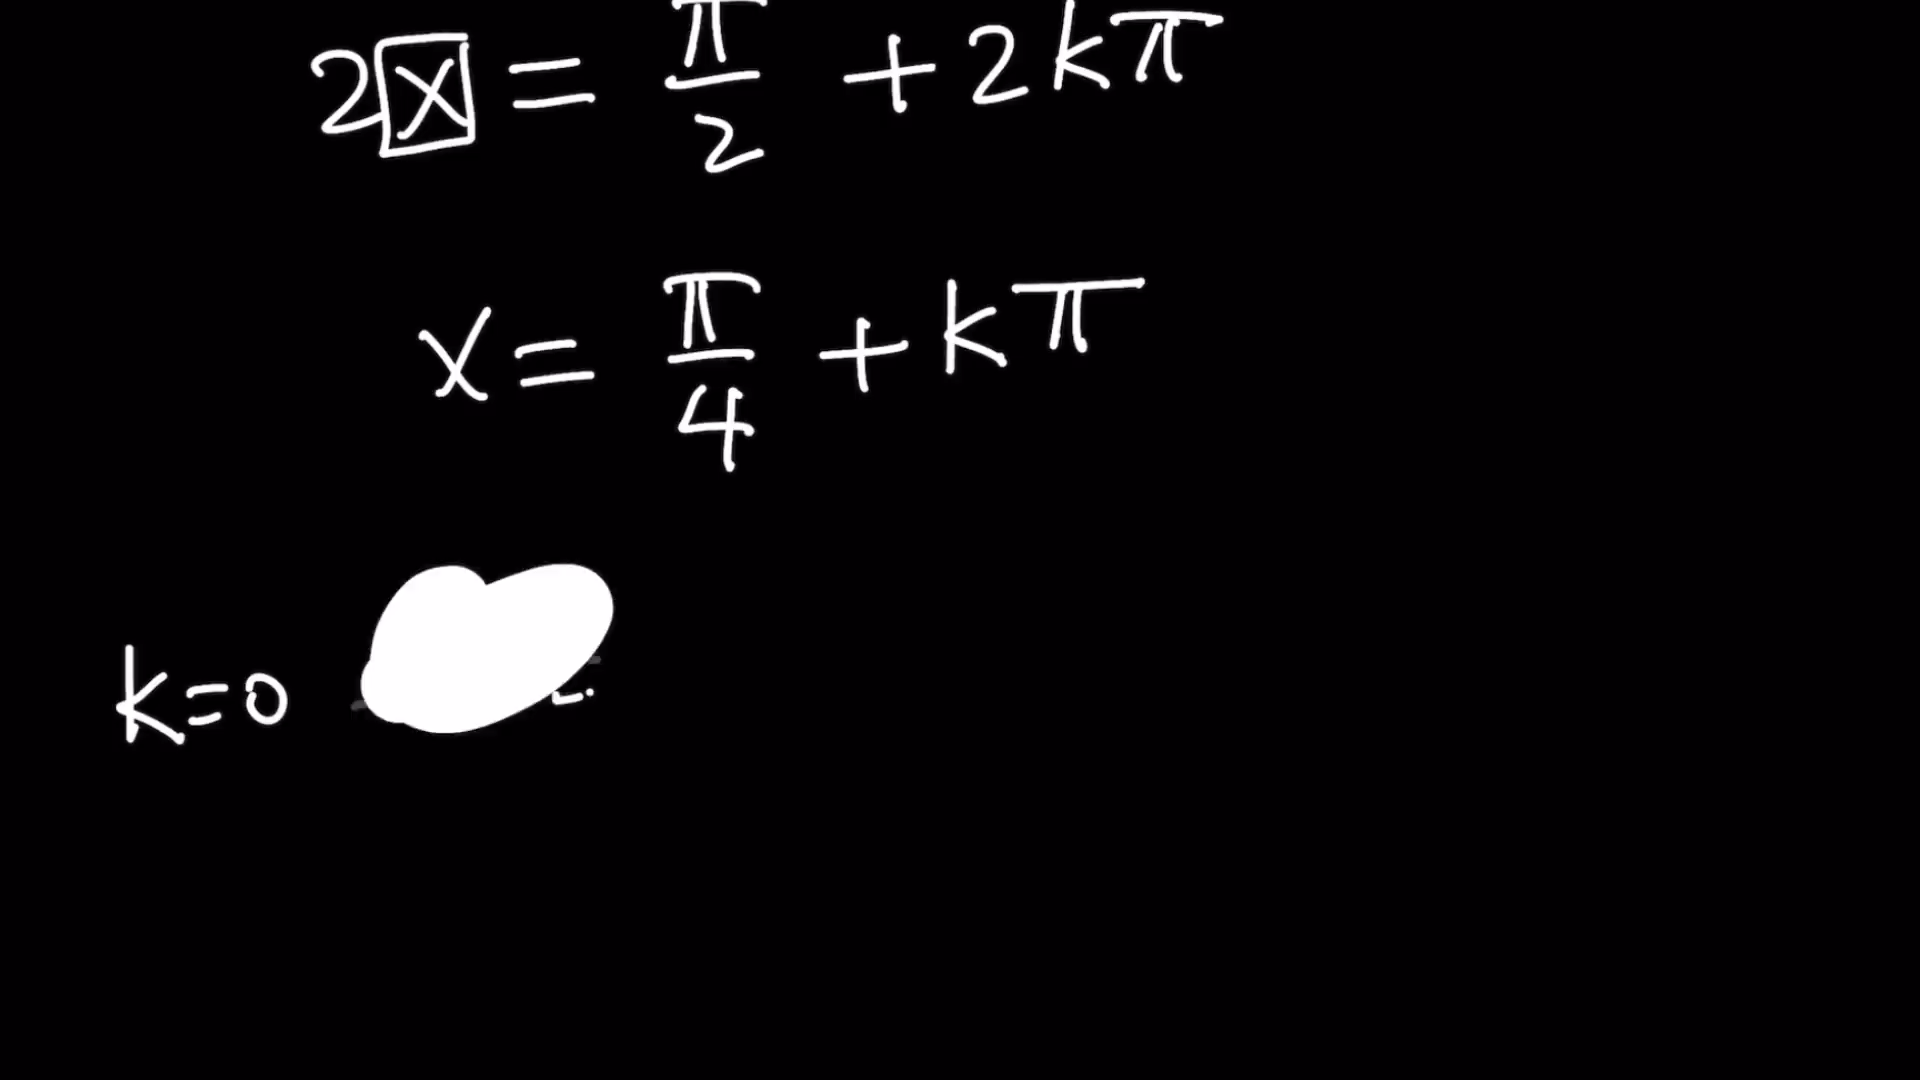 2x = π/2 + 2kπ
x = π/4 + kπ
k=0